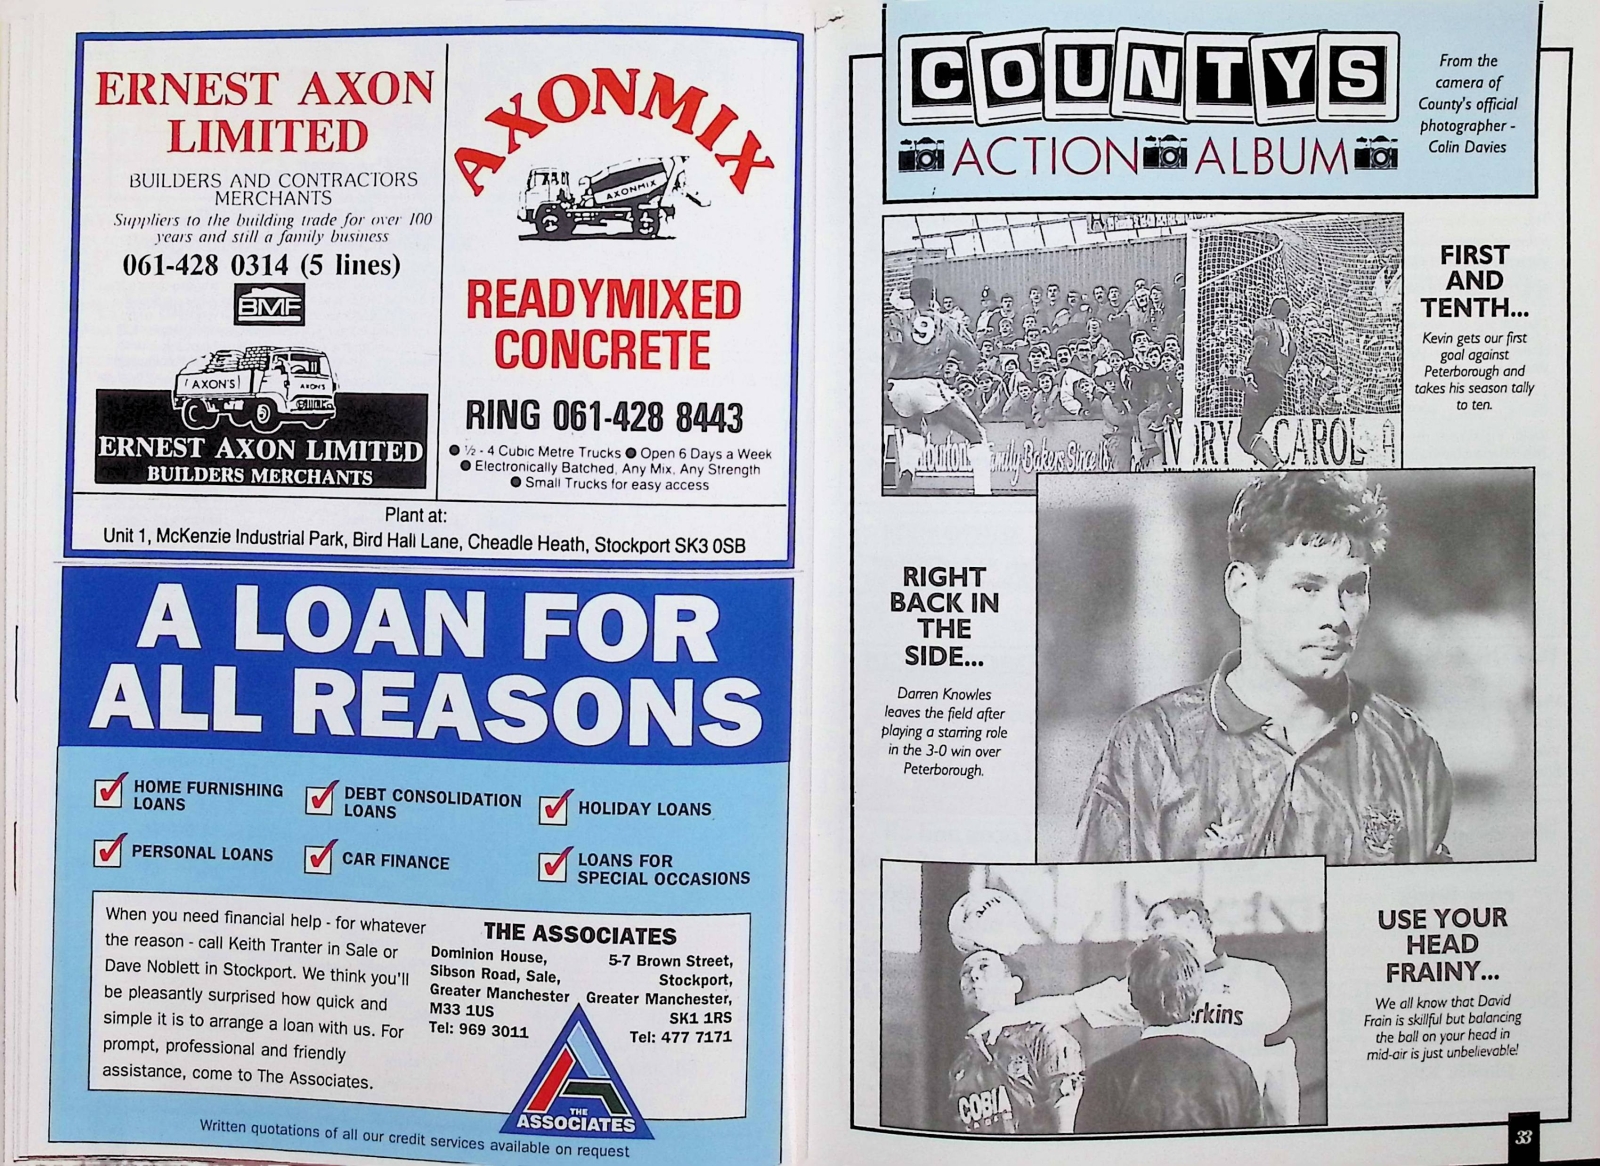 ERNEST AXON
LIMITED
BUILDERS AND CONTRACTORS
MERCHANTS
Suppliers to the building trade for over 100
years and still a family business
061-428 0314 (5 lines)
BMF
AXON'S
AXON'S
ERNEST AXON LIMITED
BUILDERS MERCHANTS
AXONMIX
AXONMIX
READYMIXED
CONCRETE
RING 061-428 8443
● ½ - 4 Cubic Metre Trucks ● Open 6 Days a Week
● Electronically Batched, Any Mix, Any Strength
● Small Trucks for easy access
Plant at:
Unit 1, McKenzie Industrial Park, Bird Hall Lane, Cheadle Heath, Stockport SK3 0SB
A LOAN FOR
ALL REASONS
HOME FURNISHING
LOANS
DEBT CONSOLIDATION
LOANS
HOLIDAY LOANS
PERSONAL LOANS
CAR FINANCE
LOANS FOR
SPECIAL OCCASIONS
When you need financial help - for whatever
the reason - call Keith Tranter in Sale or
Dave Noblett in Stockport. We think you'll
be pleasantly surprised how quick and
simple it is to arrange a loan with us. For
prompt, professional and friendly
assistance, come to The Associates.
THE ASSOCIATES
Dominion House,
Sibson Road, Sale,
Greater Manchester
M33 1US
Tel: 969 3011
5-7 Brown Street,
Stockport,
Greater Manchester,
SK1 1RS
Tel: 477 7171
THE
ASSOCIATES
Written quotations of all our credit services available on request
COUNTYS
ACTION ALBUM
From the
camera of
County's official
photographer -
Colin Davies
9
Family Bakers Since
CAROL
FIRST
AND
TENTH...
Kevin gets our first
goal against
Peterborough and
takes his season tally
to ten.
RIGHT
BACK IN
THE
SIDE...
Darren Knowles
leaves the field after
playing a starring role
in the 3-0 win over
Peterborough.
rkins
COBRA
USE YOUR
HEAD
FRAINY...
We all know that David
Frain is skillful but balancing
the ball on your head in
mid-air is just unbelievable!
33